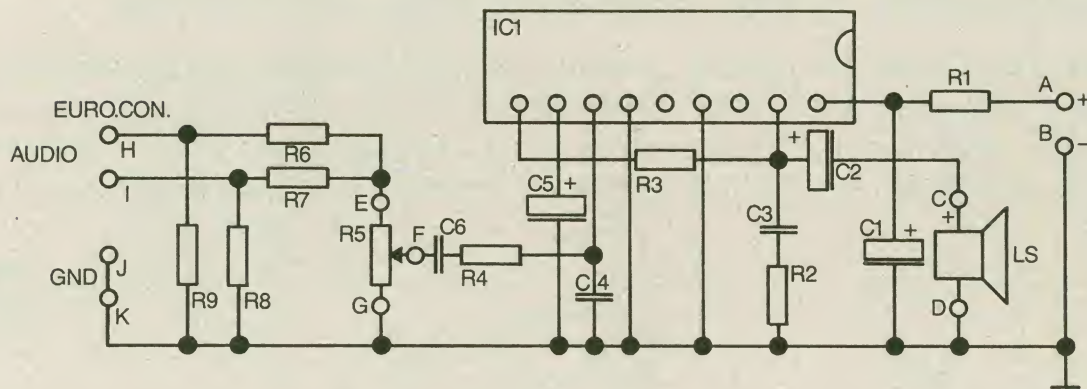 IC1
R1
A
+
EURO.CON.
B
-
H
R6
AUDIO
I
R7
R3
+
C2
C5
+
E
C
+
R5
F
C6
C3
C1
+
LS
GND
J
R4
C4
R2
D
K
R9
R8
G